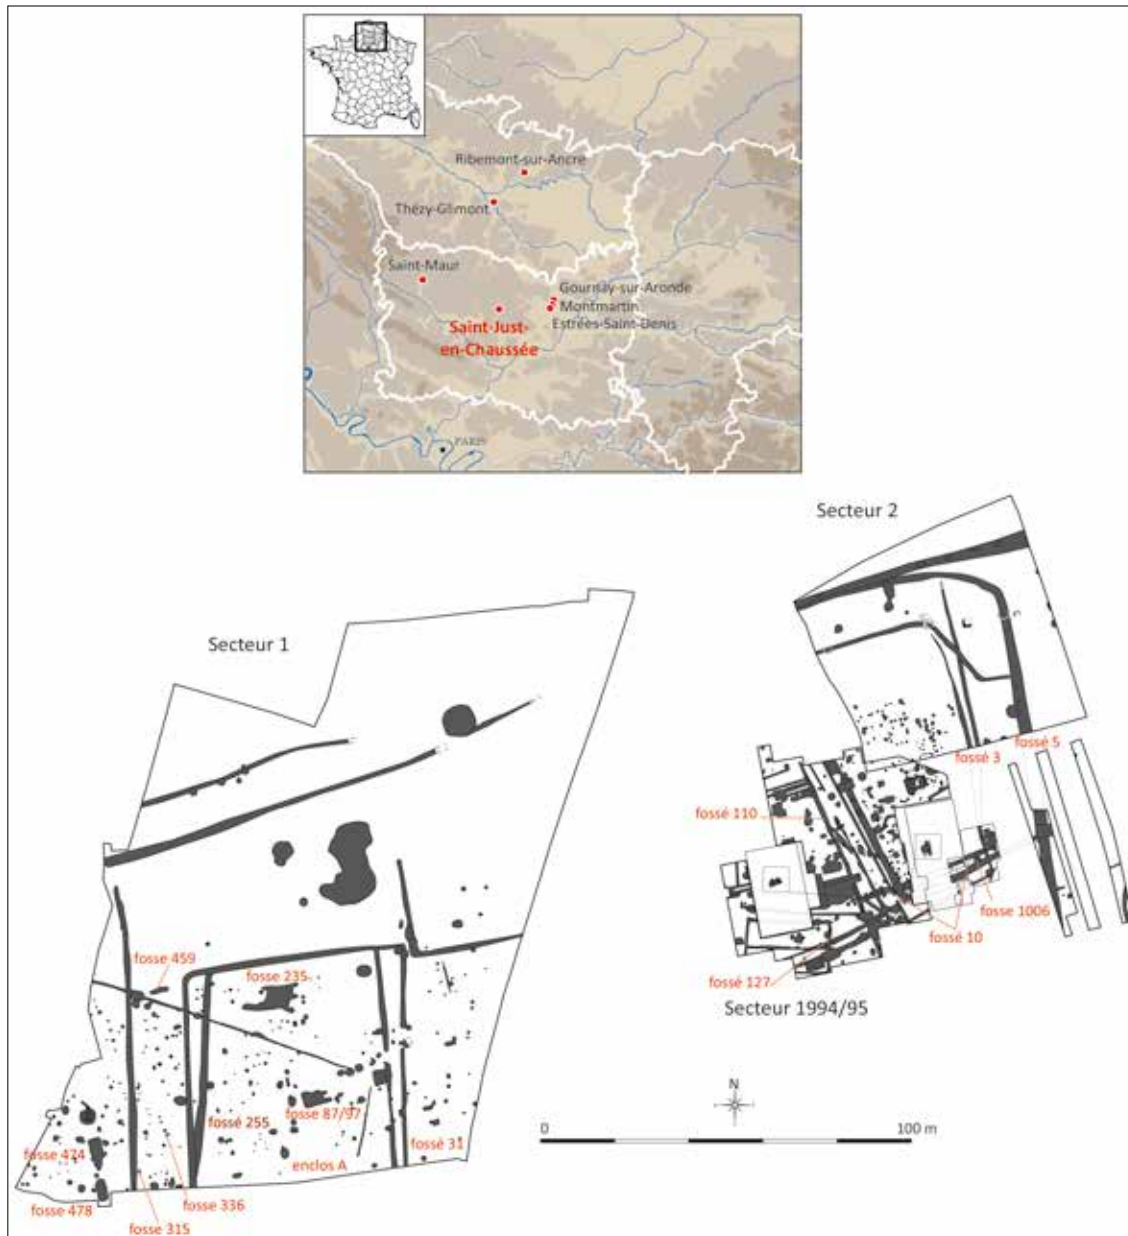 Ribemont-sur-Ancre
Thézy-Glimont
Saint-Maur
Gournay-sur-Aronde
Montmartin
Estrées-Saint-Denis
Saint-Just-
en-Chaussée
PARIS
Secteur 2
Secteur 1
fossé 3
fossé 5
fossé 110
fosse 1006
fossé 10
fossé 127
Secteur 1994/95
fosse 459
fosse 235
fosse 87/97
fossé 255
fossé 31
enclos A
fosse 474
fosse 478
fosse 336
fosse 315
N
0
100 m